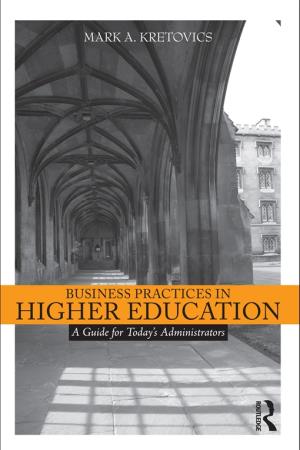 MARK A. KRETOVICS
BUSINESS PRACTICES IN
HIGHER EDUCATION
A Guide for Today's Administrators
ROUTLEDGE